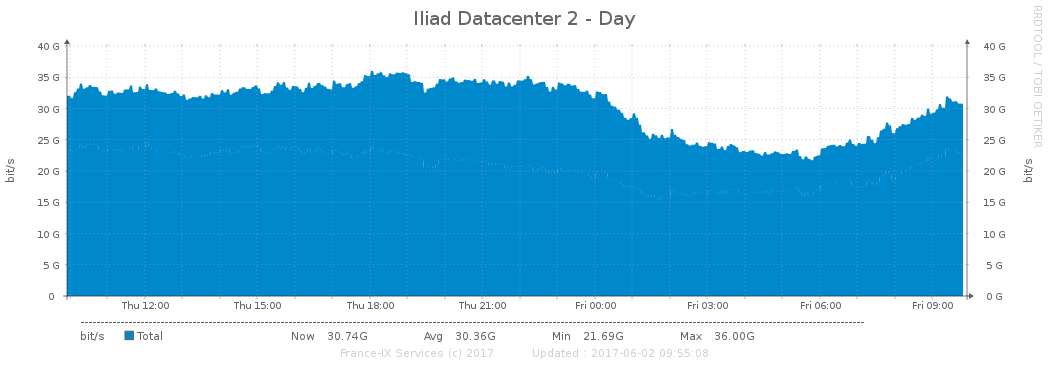 Iliad Datacenter 2 - Day
RRDTOOL / TOBI OETIKER
40 G 40 G
35 G 35 G
30 G 30 G
25 G 25 G
20 G 20 G
15 G 15 G
10 G 10 G
5 G 5 G
0 0 G
bit/s bit/s
Thu 12:00 Thu 15:00 Thu 18:00 Thu 21:00 Fri 00:00 Fri 03:00 Fri 06:00 Fri 09:00
bit/s Total Now 30.74G Avg 30.36G Min 21.69G Max 36.00G
France-IX Services (c) 2017 Updated : 2017-06-02 09:55:08